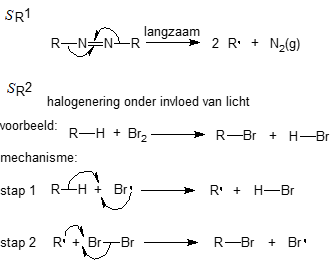 SR1
langzaam
R—N=N—R 2 R• + N2(g)
SR2
halogenering onder invloed van licht
voorbeeld: R—H + Br2 R—Br + H—Br
mechanisme:
stap 1 R—H + Br• R• + H—Br
stap 2 R• + Br—Br R—Br + Br•